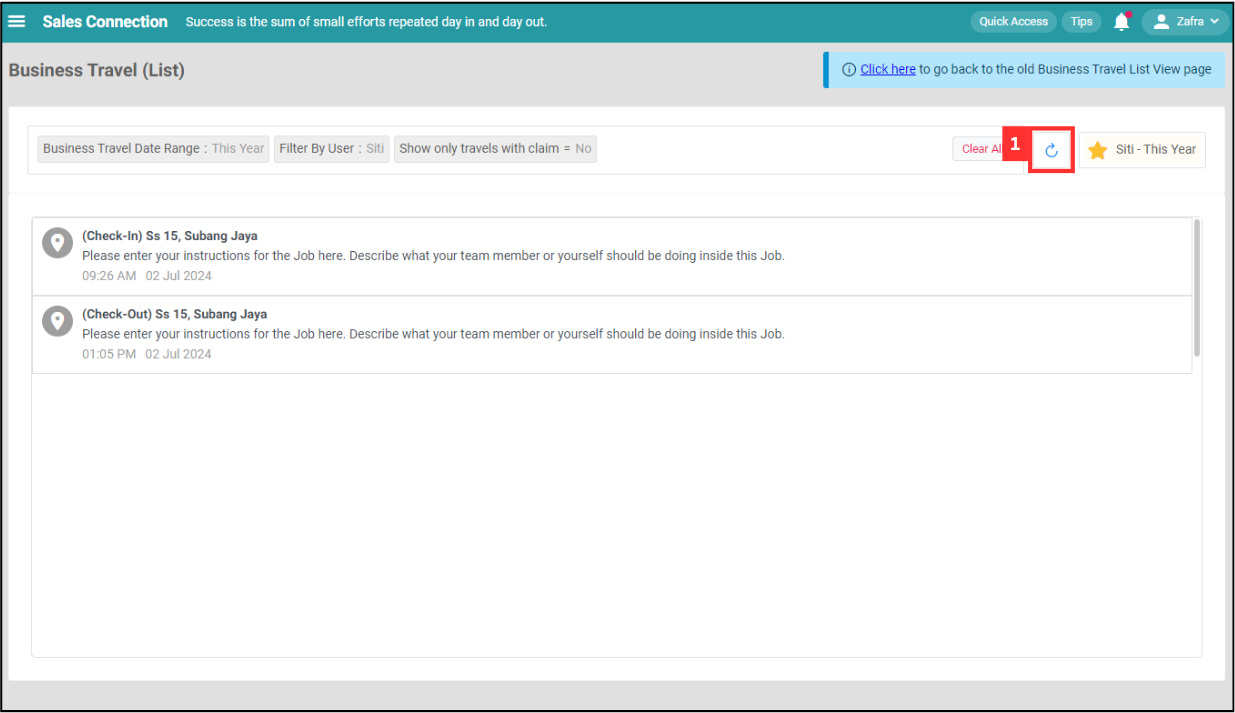 Sales Connection Success is the sum of small efforts repeated day in and day out. Quick Access Tips Zafra
Business Travel (List)
Click here to go back to the old Business Travel List View page
Business Travel Date Range : This Year Filter By User : Siti Show only travels with claim = No Clear Al 1 Siti - This Year
(Check-In) Ss 15, Subang Jaya
Please enter your instructions for the Job here. Describe what your team member or yourself should be doing inside this Job.
09:26 AM 02 Jul 2024
(Check-Out) Ss 15, Subang Jaya
Please enter your instructions for the Job here. Describe what your team member or yourself should be doing inside this Job.
01:05 PM 02 Jul 2024